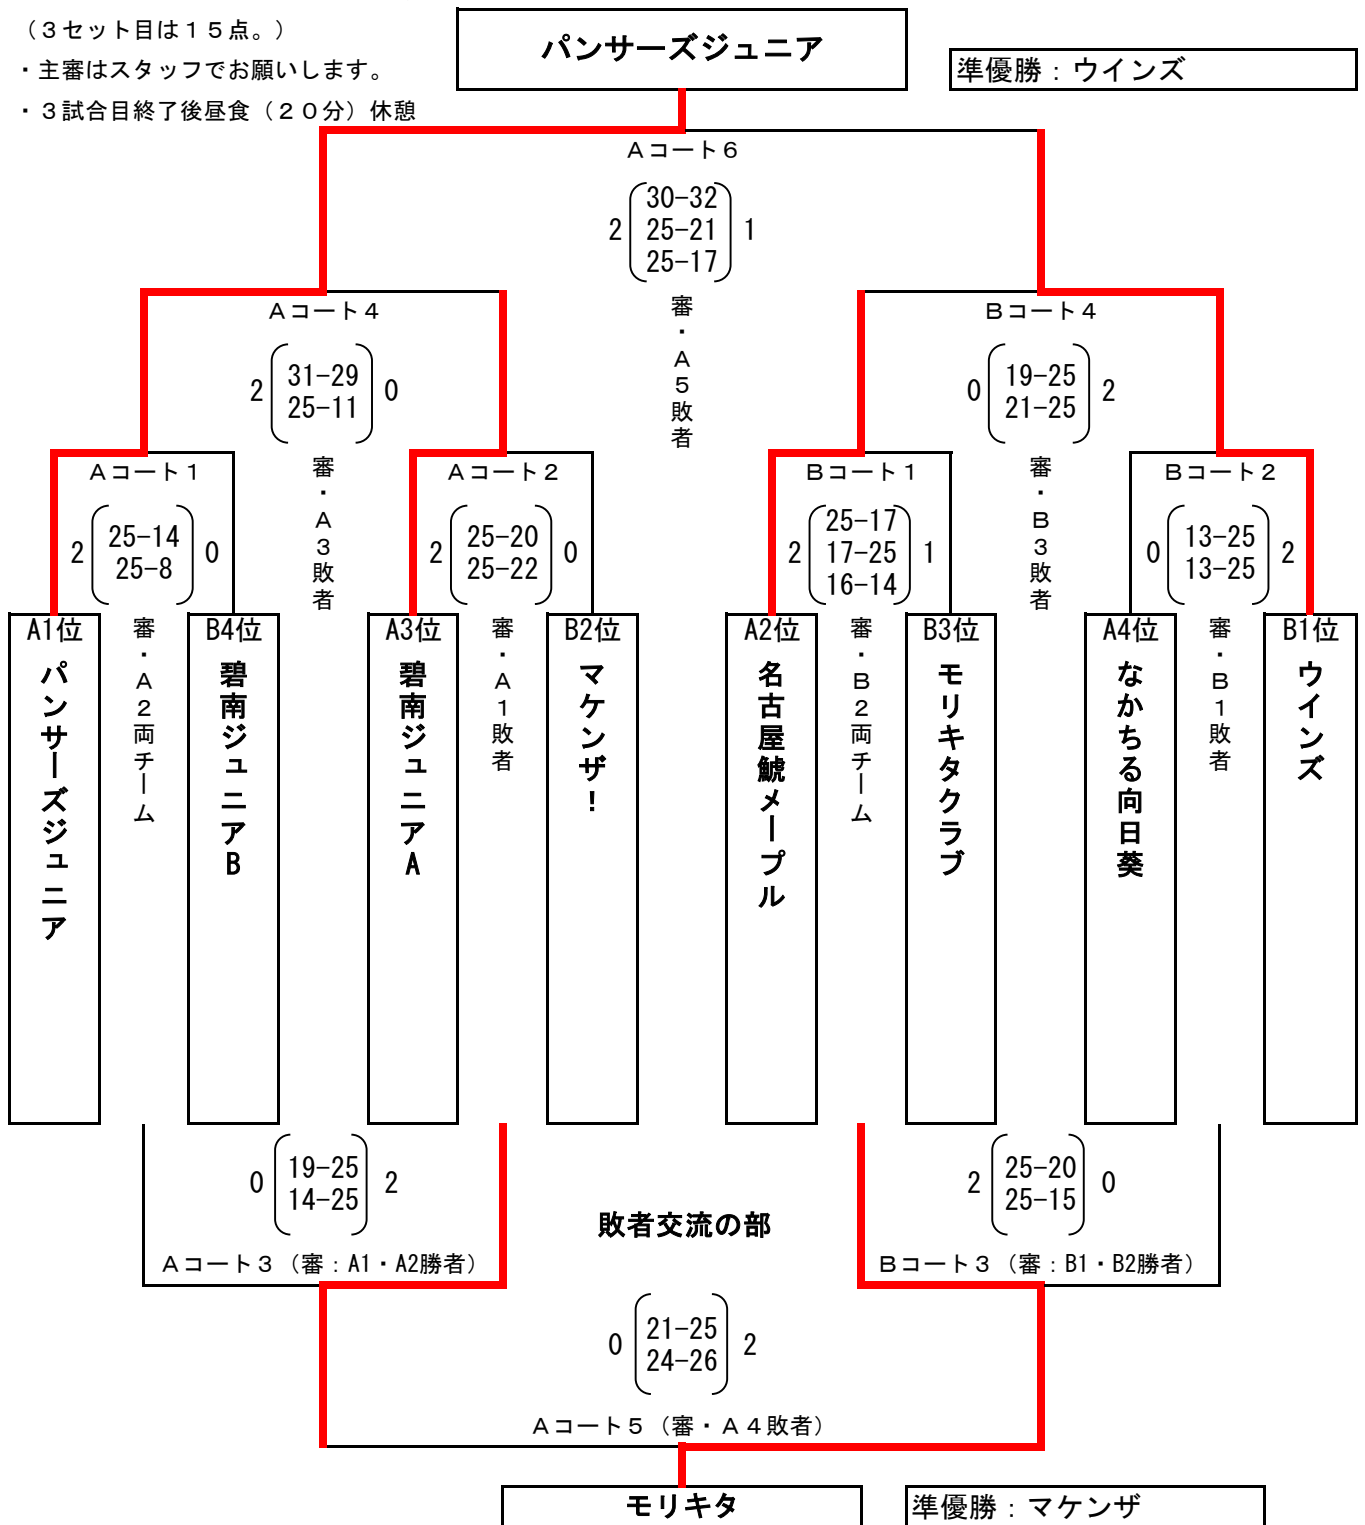 （３セット目は１５点。）
・主審はスタッフでお願いします。
・３試合目終了後昼食（２０分）休憩
パンサーズジュニア
準優勝：ウインズ
Ａコート６
2 30-32 1
25-21
25-17
審・Ａ５敗者
Ａコート４
2 31-29 0
25-11
審・Ａ３敗者
Ｂコート４
0 19-25 2
21-25
審・Ｂ３敗者
Ａコート１
2 25-14 0
25-8
審・Ａ２両チーム
Ａコート２
2 25-20 0
25-22
審・Ａ１敗者
Ｂコート１
2 25-17 1
17-25
16-14
審・Ｂ２両チーム
Ｂコート２
0 13-25 2
13-25
審・Ｂ１敗者
A1位
パンサーズジュニア
B4位
碧南ジュニアB
A3位
碧南ジュニアA
B2位
マケンザ！
A2位
名古屋鯱メープル
B3位
モリキタクラブ
A4位
なかちる向日葵
B1位
ウインズ
0 19-25 2
14-25
Ａコート３（審：A1・A2勝者）
敗者交流の部
2 25-20 0
25-15
Ｂコート３（審：B1・B2勝者）
0 21-25 2
24-26
Ａコート５（審・Ａ４敗者）
モリキタ
準優勝：マケンザ